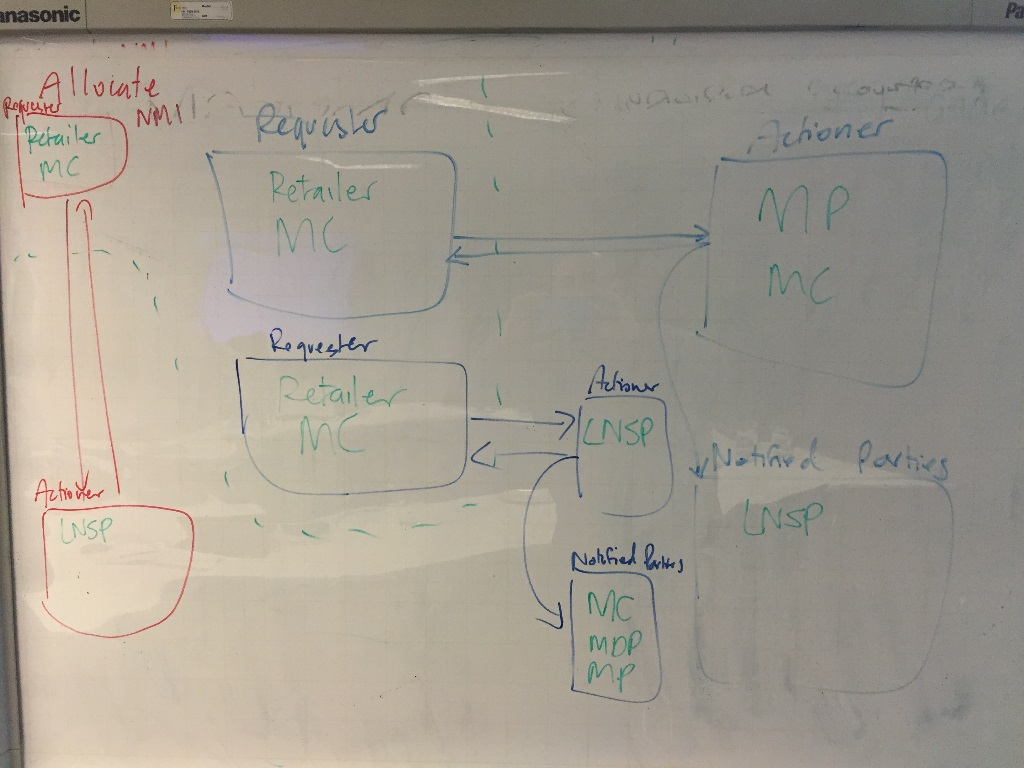 Panasonic
Allocate
NMI
Requester
Retailer
MC
Actioner
LNSP
Requester
Retailer
MC
Actioner
MP
MC
Notified Parties
LNSP
Requester
Retailer
MC
Actioner
LNSP
Notified Parties
MC
MDP
MP